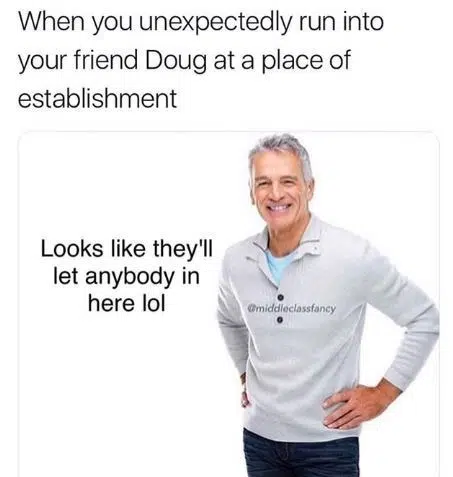 When you unexpectedly run into
your friend Doug at a place of
establishment
Looks like they'll
let anybody in
here lol
@middleclassfancy